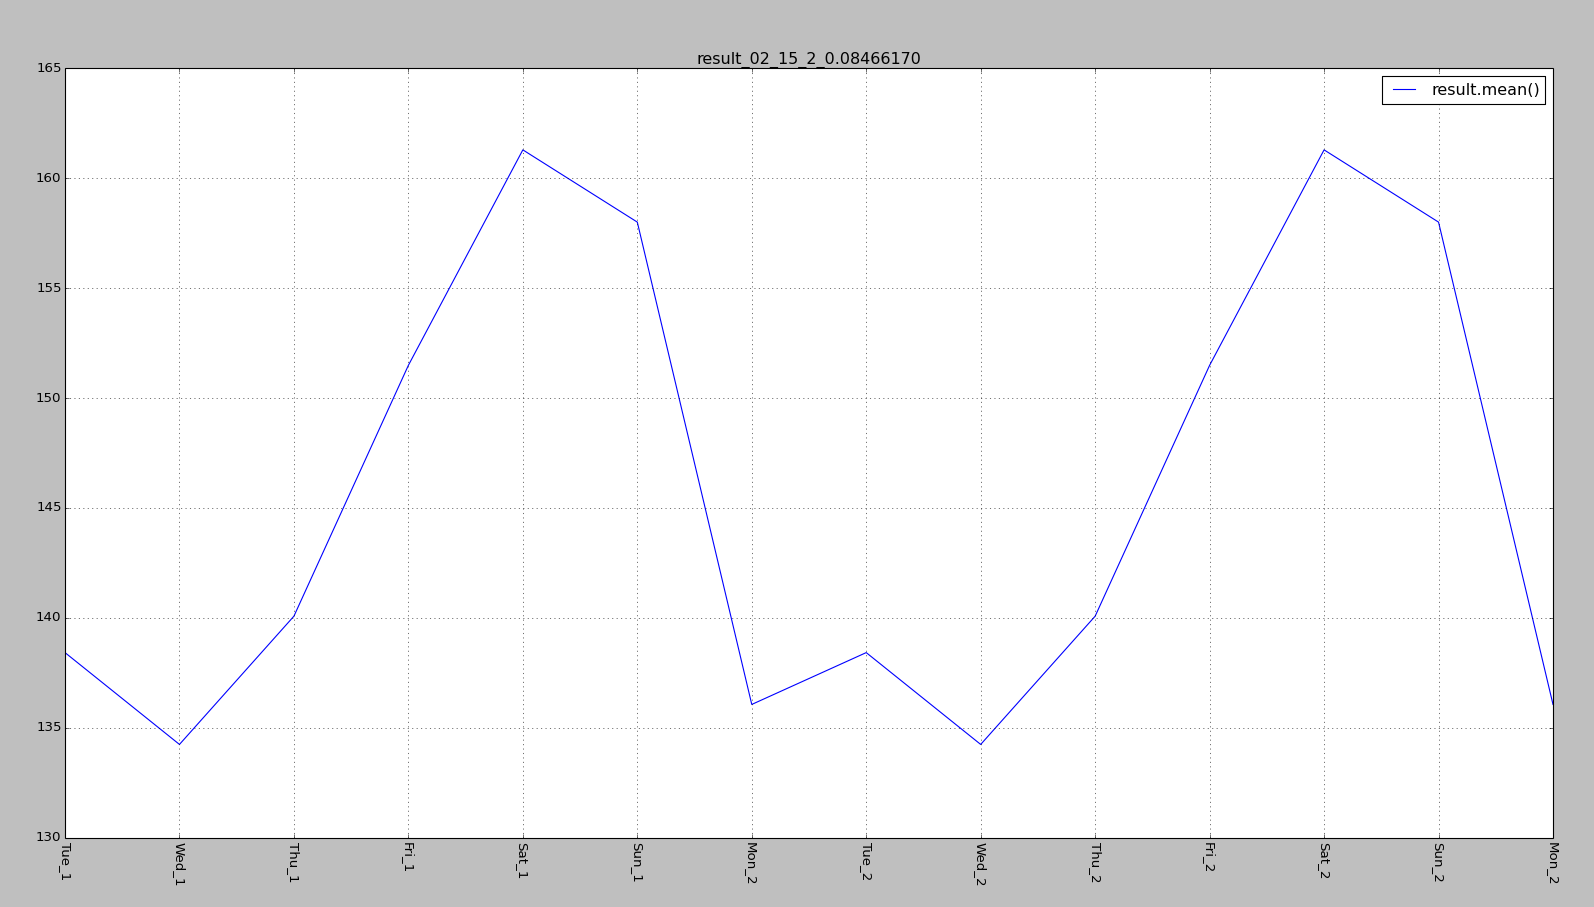 result_02_15_2_0.08466170
result.mean()
165
160
155
150
145
140
135
130
Tue_1
Wed_1
Thu_1
Fri_1
Sat_1
Sun_1
Mon_2
Tue_2
Wed_2
Thu_2
Fri_2
Sat_2
Sun_2
Mon_2